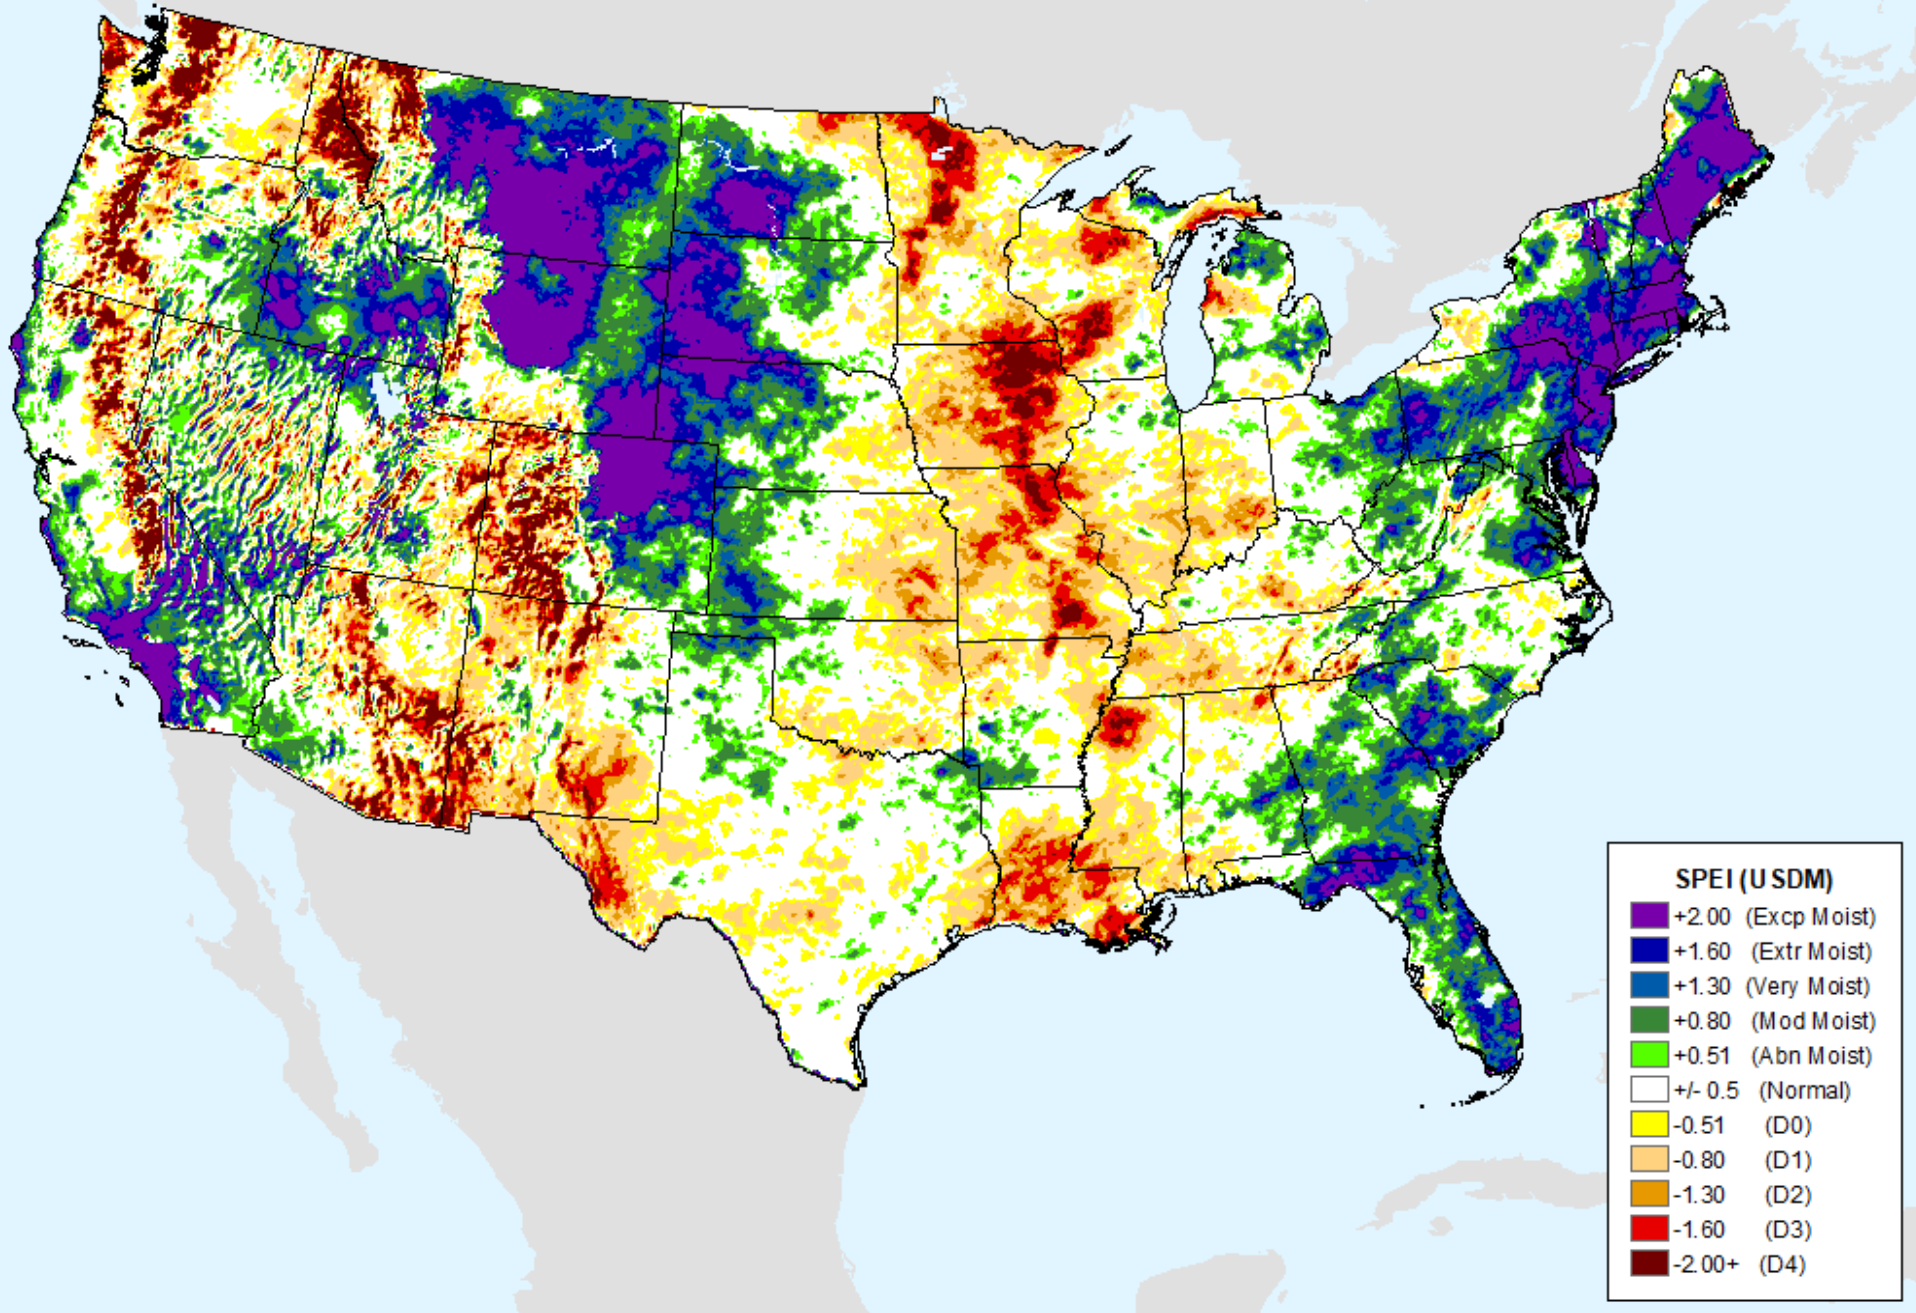 SPEI (USDM)
+2.00 (Excp Moist)
+1.60 (Extr Moist)
+1.30 (Very Moist)
+0.80 (Mod Moist)
+0.51 (Abn Moist)
+/- 0.5 (Normal)
-0.51 (D0)
-0.80 (D1)
-1.30 (D2)
-1.60 (D3)
-2.00+ (D4)